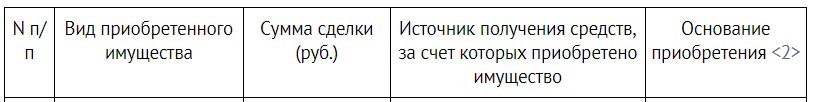 N п/п
Вид приобретенного имущества
Сумма сделки (руб.)
Источник получения средств, за счет которых приобретено имущество
Основание приобретения <2>